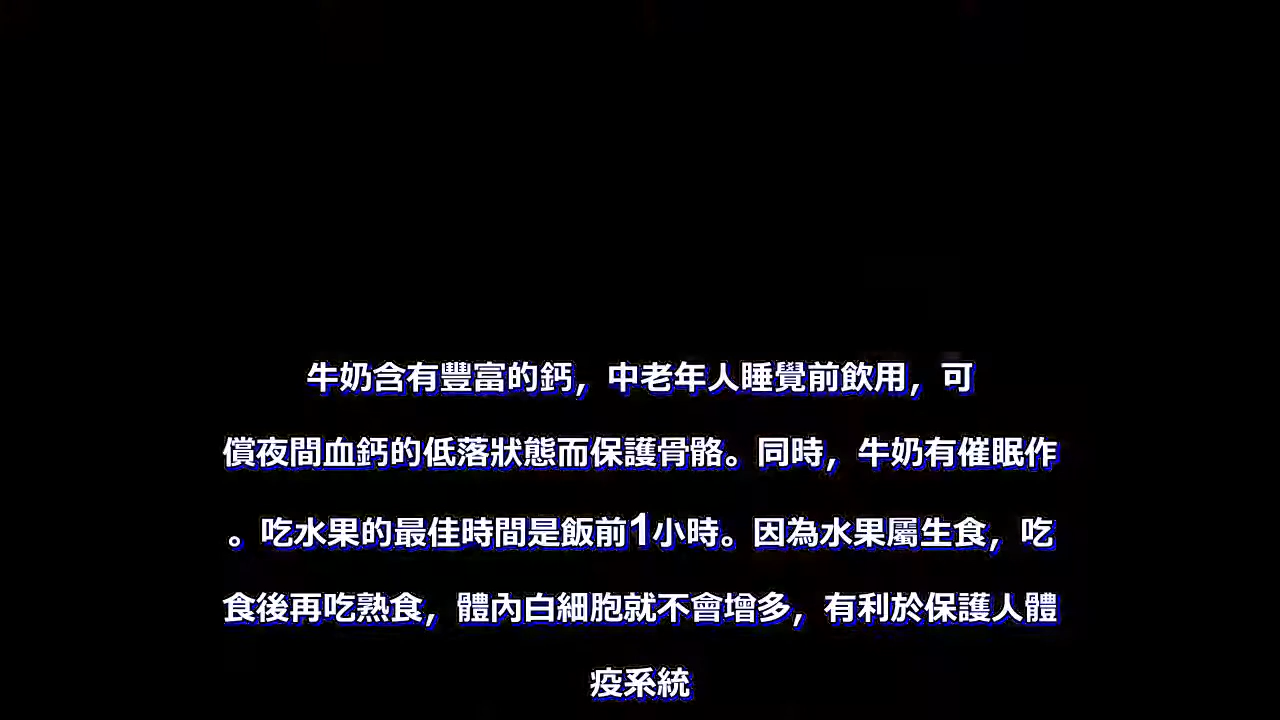 牛奶含有豐富的鈣，中老年人睡覺前飲用，可
償夜間血鈣的低落狀態而保護骨骼。同時，牛奶有催眠作
。吃水果的最佳時間是飯前1小時。因為水果屬生食，吃
食後再吃熟食，體內白細胞就不會增多，有利於保護人體
疫系統